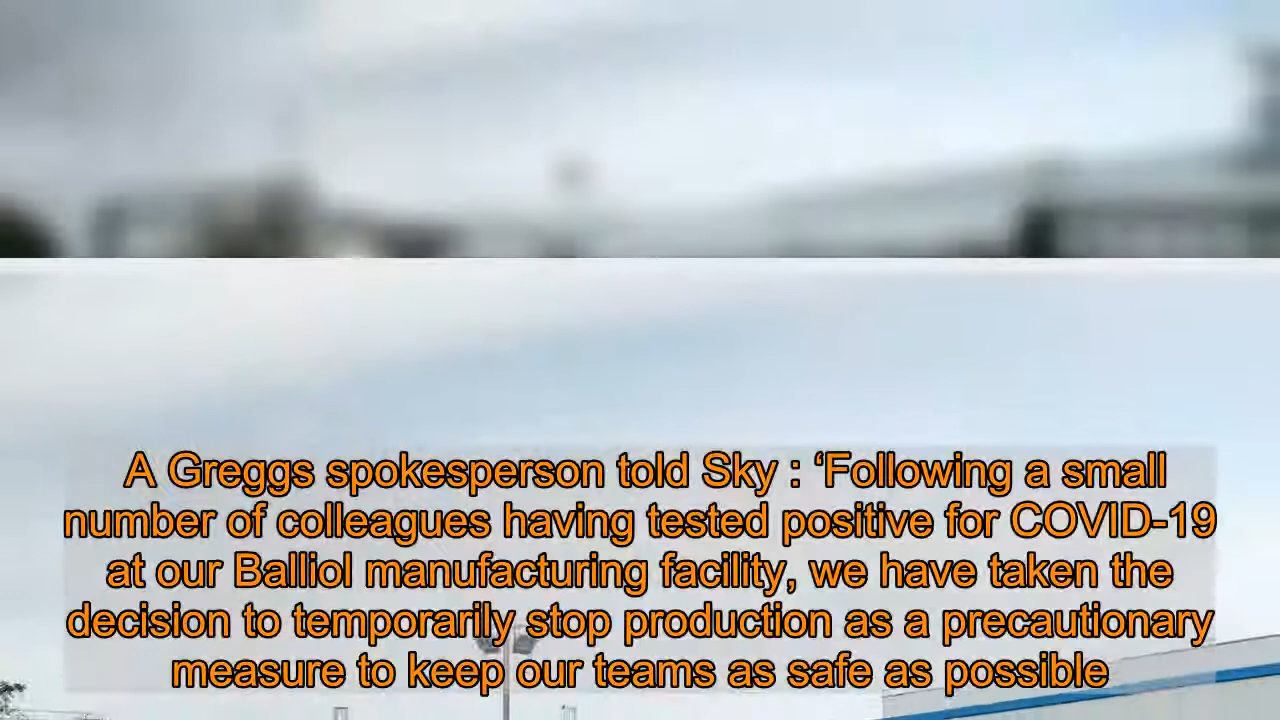 A Greggs spokesperson told Sky : ‘Following a small
number of colleagues having tested positive for COVID-19
at our Balliol manufacturing facility, we have taken the
decision to temporarily stop production as a precautionary
measure to keep our teams as safe as possible